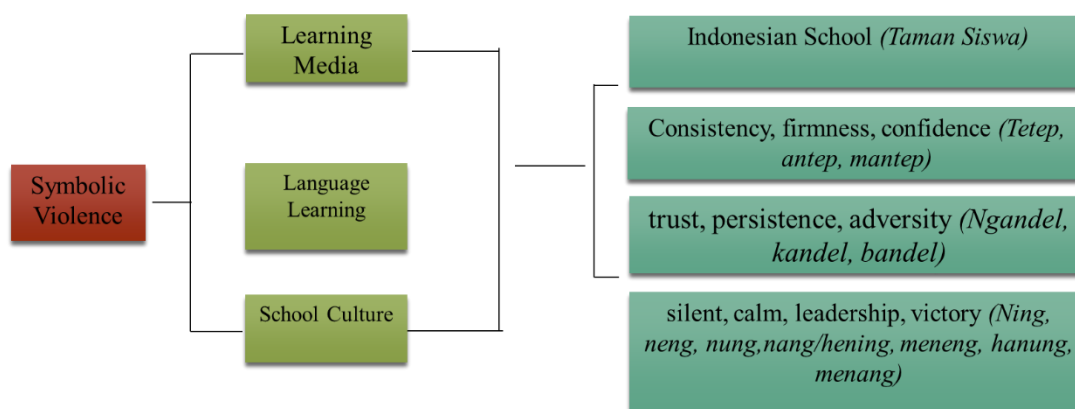 Symbolic
Violence
Learning
Media
Language
Learning
School Culture
Indonesian School (Taman Siswa)
Consistency, firmness, confidence (Tetep,
antep, mantep)
trust, persistence, adversity (Ngandel,
kandel, bandel)
silent, calm, leadership, victory (Ning,
neng, nung,nang/hening, meneng, hanung,
menang)